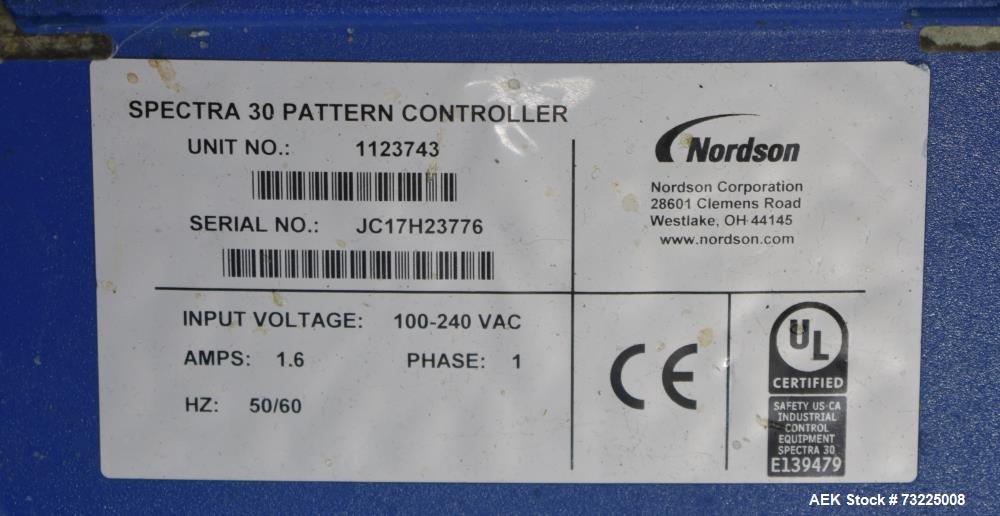 SPECTRA 30 PATTERN CONTROLLER
UNIT NO.: 1123743
SERIAL NO.: JC17H23776
Nordson
Nordson Corporation
28601 Clemens Road
Westlake, OH 44145
www.nordson.com
INPUT VOLTAGE: 100-240 VAC
AMPS: 1.6 PHASE: 1
HZ: 50/60
CE
UL
CERTIFIED
SAFETY US-CA
INDUSTRIAL
CONTROL
EQUIPMENT
SPECTRA 30
E139479
AEK Stock # 73225008